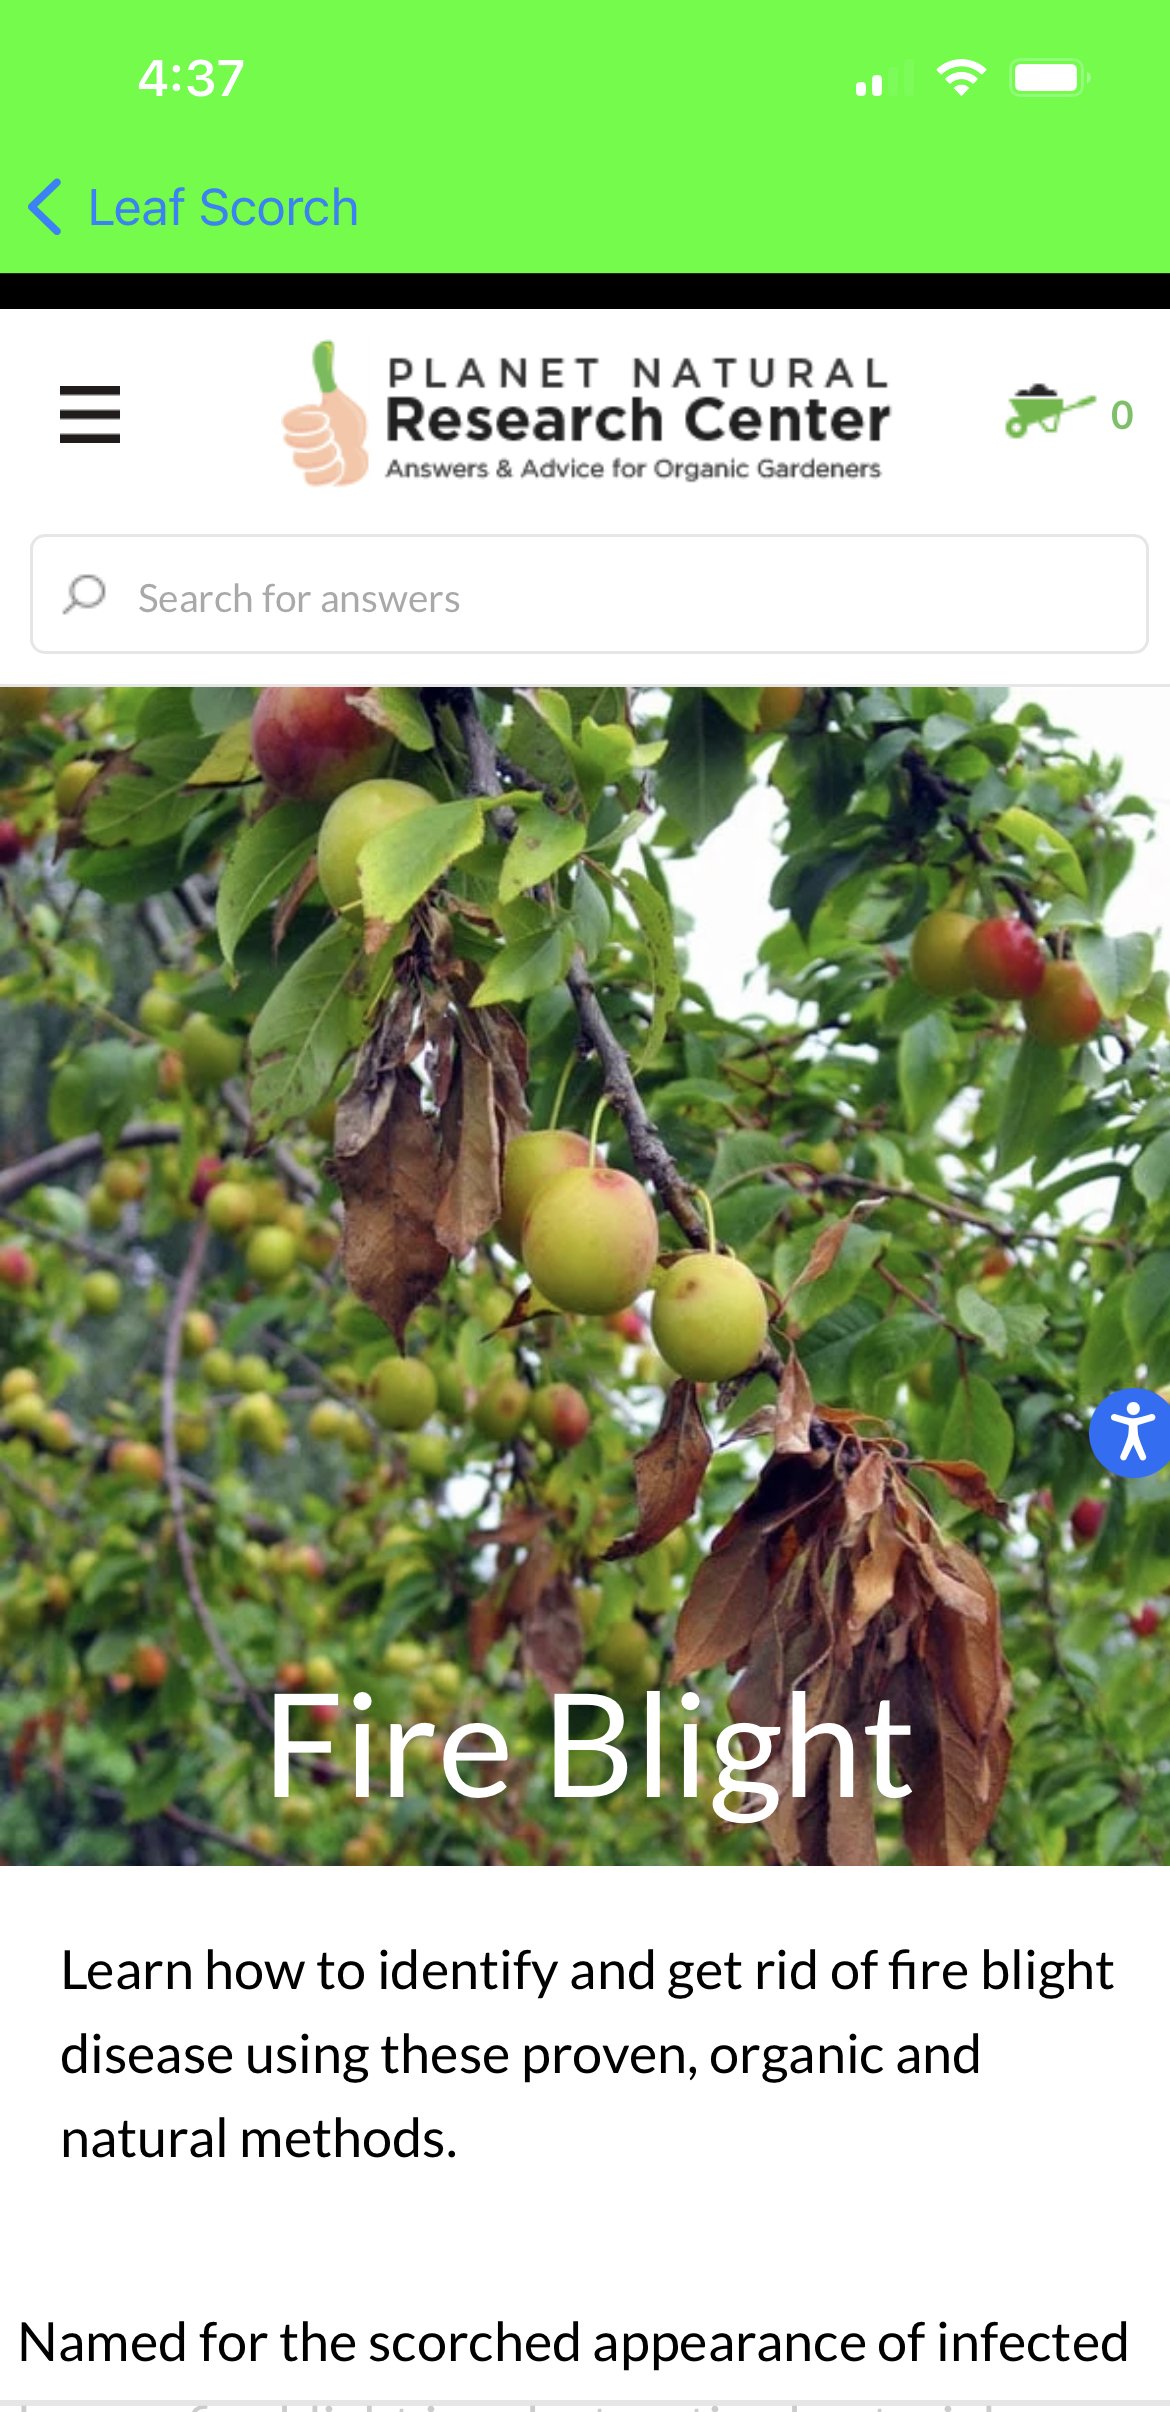 4:37
Leaf Scorch
PLANET NATURAL
Research Center
Answers & Advice for Organic Gardeners
0
Search for answers
Fire Blight
Learn how to identify and get rid of fire blight
disease using these proven, organic and
natural methods.
Named for the scorched appearance of infected